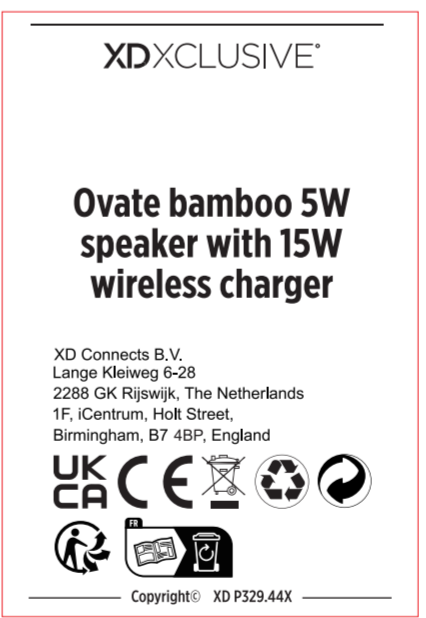 XDXCLUSIVE°
Ovate bamboo 5W
speaker with 15W
wireless charger
XD Connects B.V.
Lange Kleiweg 6-28
2288 GK Rijswijk, The Netherlands
1F, iCentrum, Holt Street,
Birmingham, B7 4BP, England
UK
CA CE
FR
Copyright© XD P329.44X